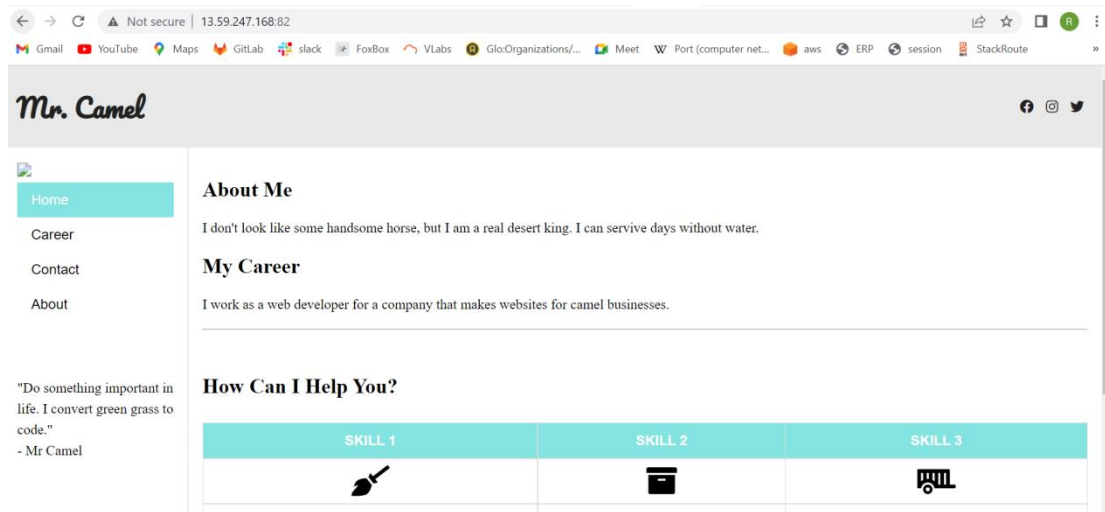 Not secure | 13.59.247.168:82
R
Gmail YouTube Maps GitLab slack FoxBox VLabs Glo:Organizations/... Meet W Port (computer net... aws ERP session StackRoute »
Mr. Camel
Home
Career
Contact
About
"Do something important in
life. I convert green grass to
code."
- Mr Camel
About Me
I don't look like some handsome horse, but I am a real desert king. I can servive days without water.
My Career
I work as a web developer for a company that makes websites for camel businesses.
How Can I Help You?
SKILL 1 SKILL 2 SKILL 3